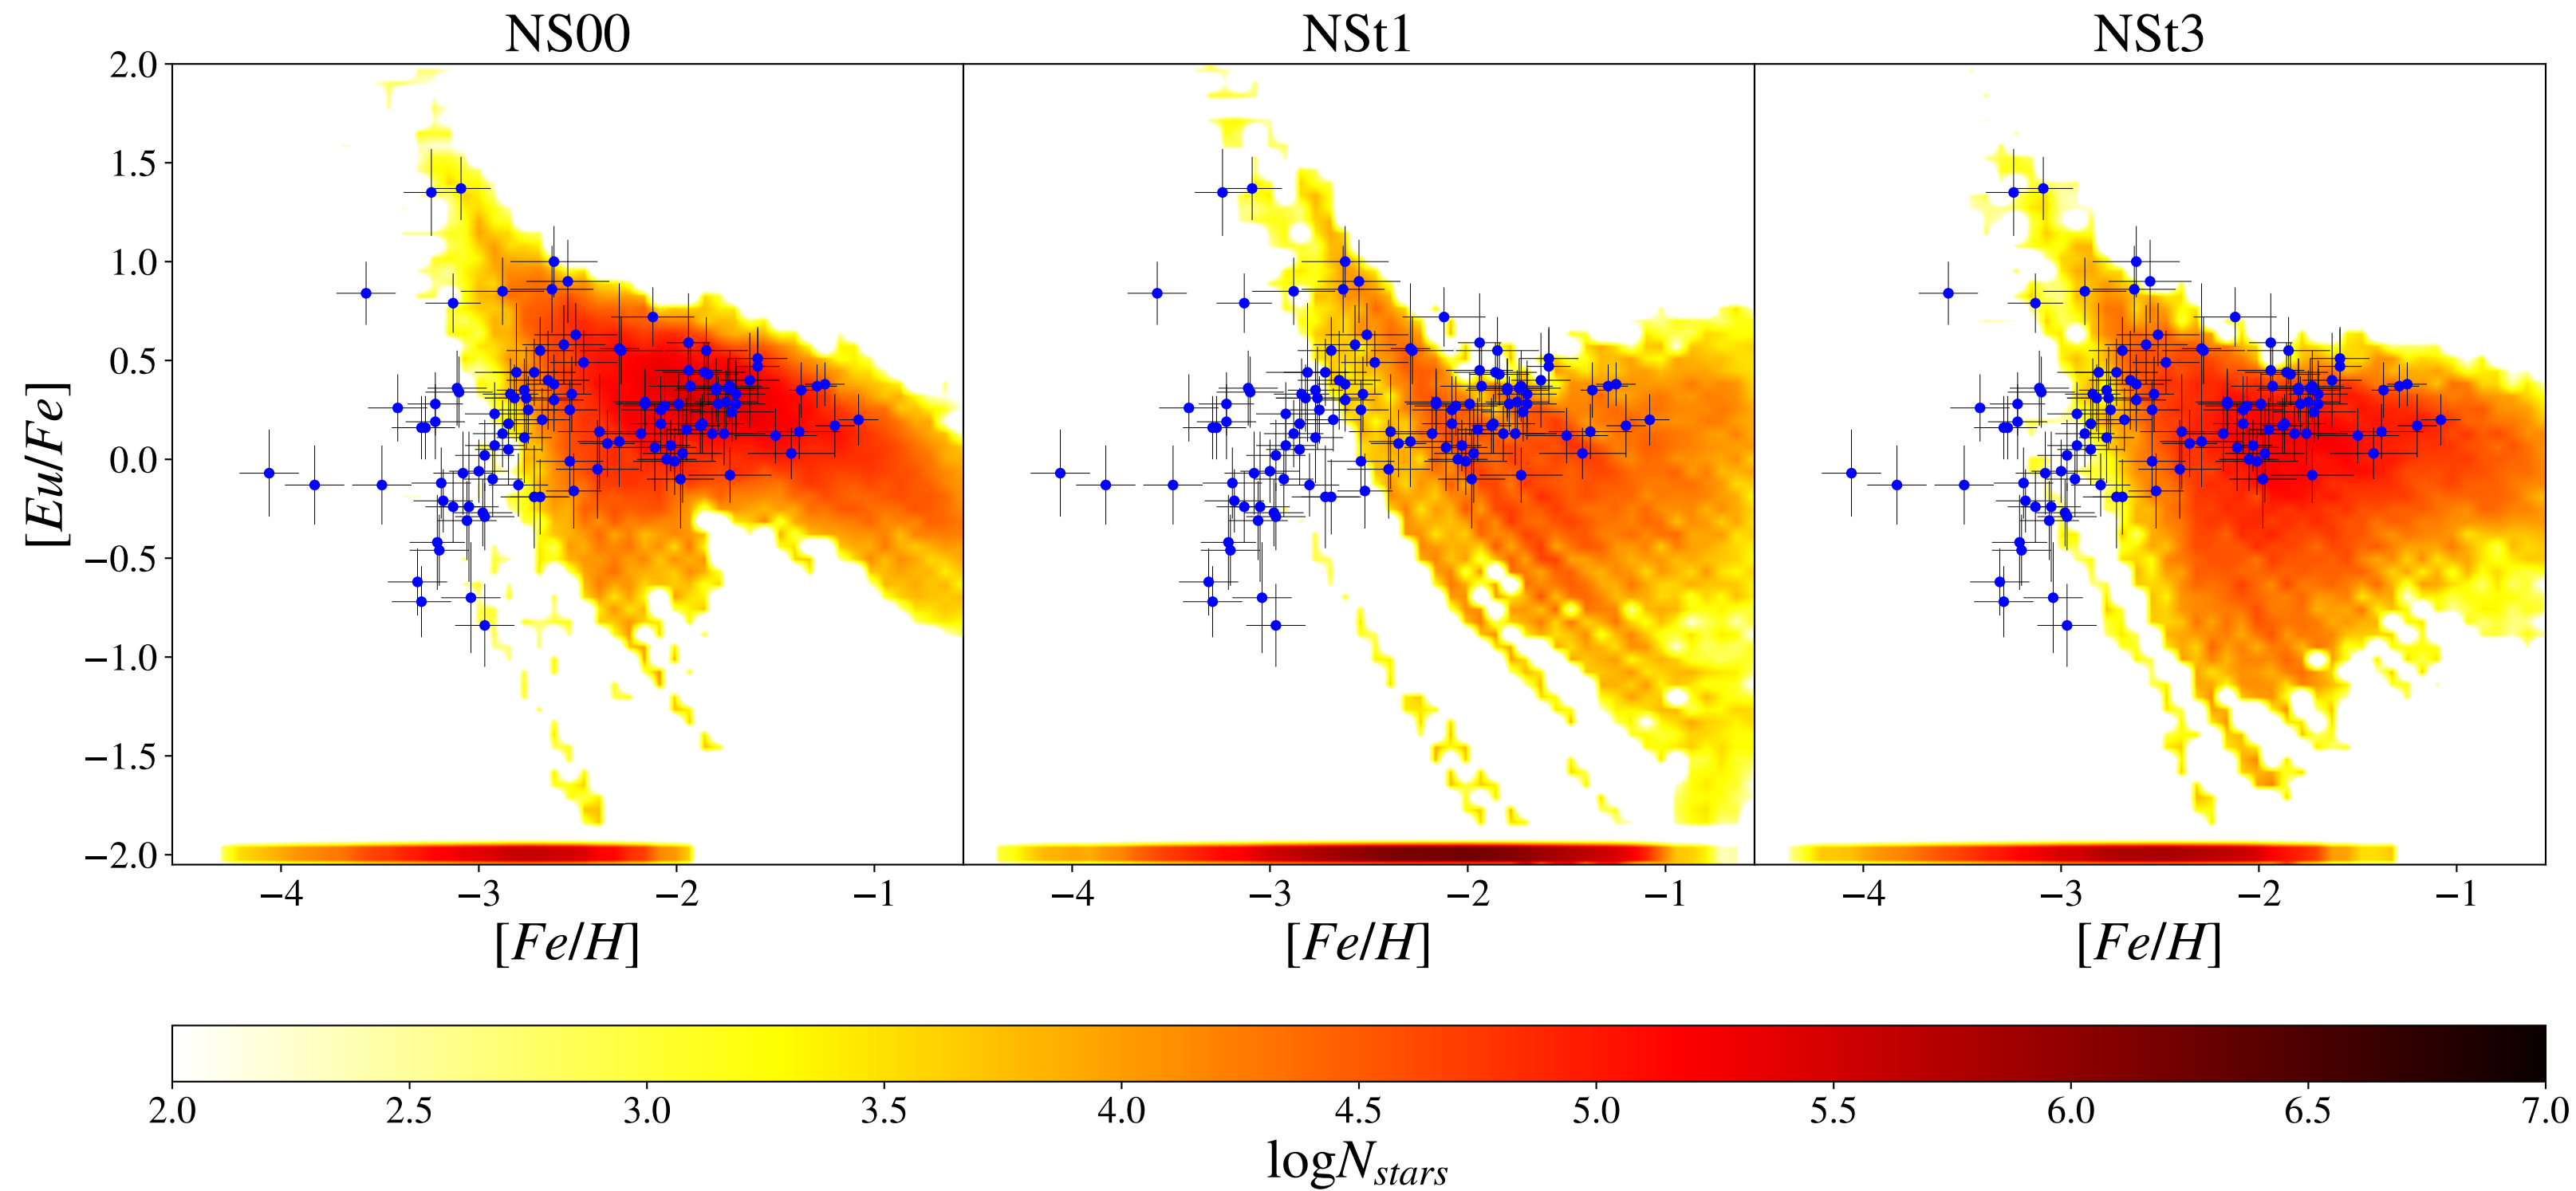 NS00 NSt1 NSt3
2.0
1.5
1.0
0.5
0.0
−0.5
−1.0
−1.5
−2.0
[Eu/Fe]
−4 −3 −2 −1 −4 −3 −2 −1 −4 −3 −2 −1
[Fe/H] [Fe/H] [Fe/H]
2.0 2.5 3.0 3.5 4.0 4.5 5.0 5.5 6.0 6.5 7.0
logNstars